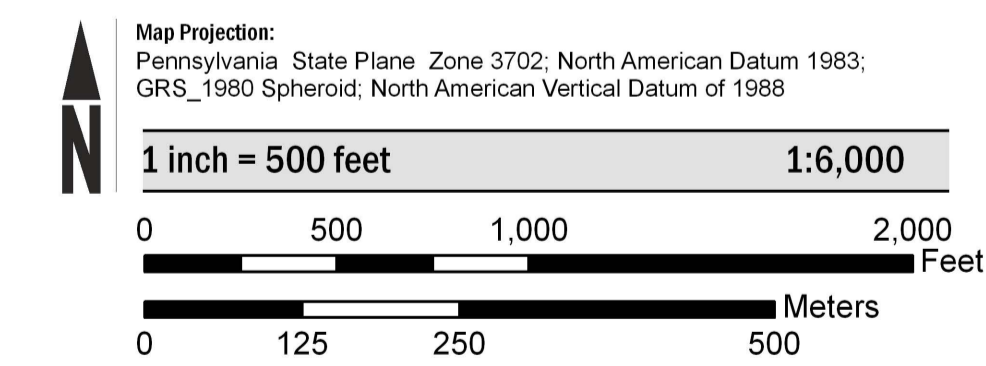 Map Projection:
Pennsylvania State Plane Zone 3702; North American Datum 1983;
GRS_1980 Spheroid; North American Vertical Datum of 1988
N
1 inch = 500 feet 1:6,000
0 500 1,000 2,000
Feet
Meters
0 125 250 500